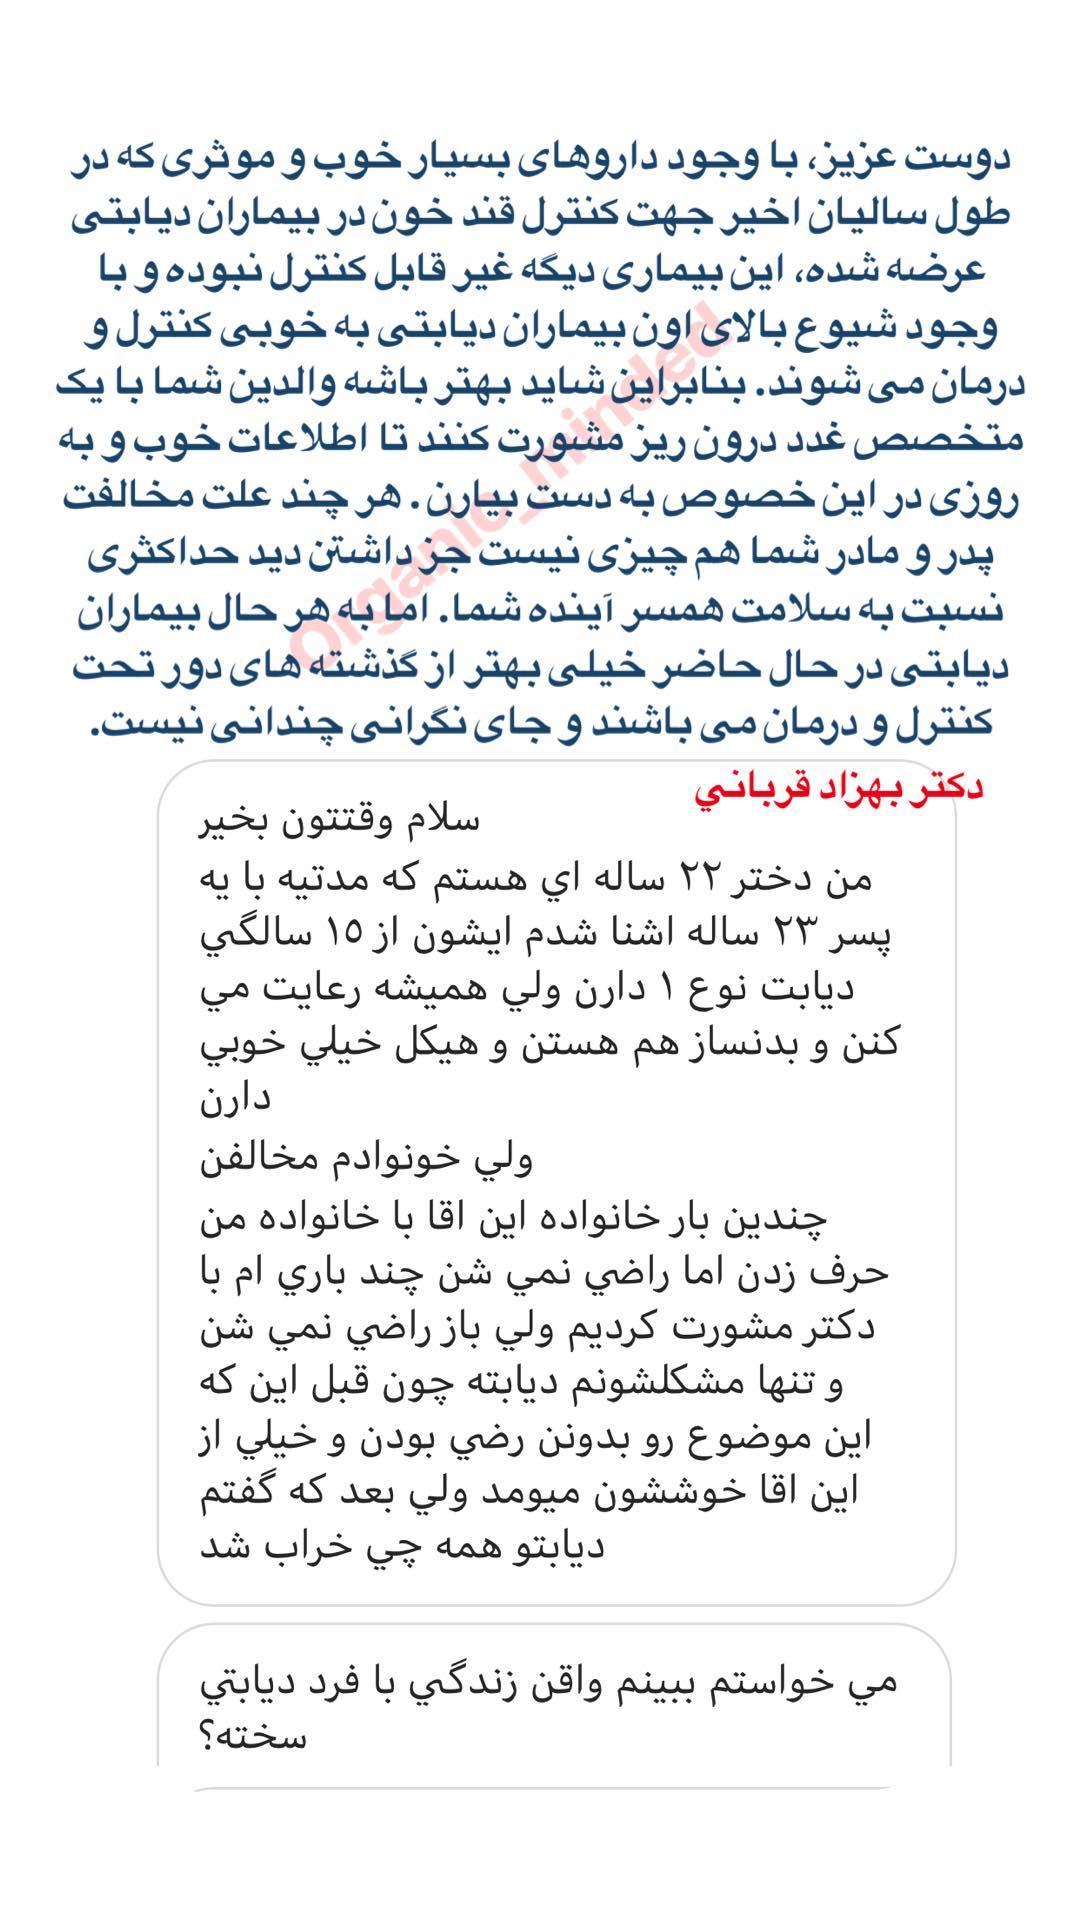 دوست عزیز، با وجود داروهای بسیار خوب و موثری که در
طول سالیان اخیر جهت کنترل قند خون در بیماران دیابتی
عرضه شده، این بیماری دیگه غیر قابل کنترل نبوده و با
وجود شیوع بالای اون بیماران دیابتی به خوبی کنترل و
درمان می شوند. بنابراین شاید بهتر باشه والدین شما با یک
متخصص غدد درون ریز مشورت کنند تا اطلاعات خوب و به
روزی در این خصوص به دست بیارن. هر چند علت مخالفت
پدر و مادر شما هم چیزی نیست جز داشتن دید حداکثری
نسبت به سلامت همسر آینده شما. اما به هر حال بیماران
دیابتی در حال حاضر خیلی بهتر از گذشته های دور تحت
کنترل و درمان می باشند و جای نگرانی چندانی نیست.
Organic_minded
دكتر بهزاد قرباني
سلام وقتتون بخير
من دختر ٢٢ ساله اي هستم كه مدتيه با يه
پسر ٢٣ ساله اشنا شدم ايشون از ١٥ سالگي
ديابت نوع ١ دارن ولي هميشه رعايت مي
كنن و بدنساز هم هستن و هيكل خيلي خوبي
دارن
ولي خونوادم مخالفن
چندين بار خانواده اين اقا با خانواده من
حرف زدن اما راضي نمي شن چند باري ام با
دكتر مشورت كرديم ولي باز راضي نمي شن
و تنها مشكلشونم ديابته چون قبل اين كه
اين موضوع رو بدونن رضي بودن و خيلي از
اين اقا خوششون ميومد ولي بعد كه گفتم
ديابتو همه چي خراب شد
مي خواستم ببينم واقن زندگي با فرد ديابتي
سخته؟